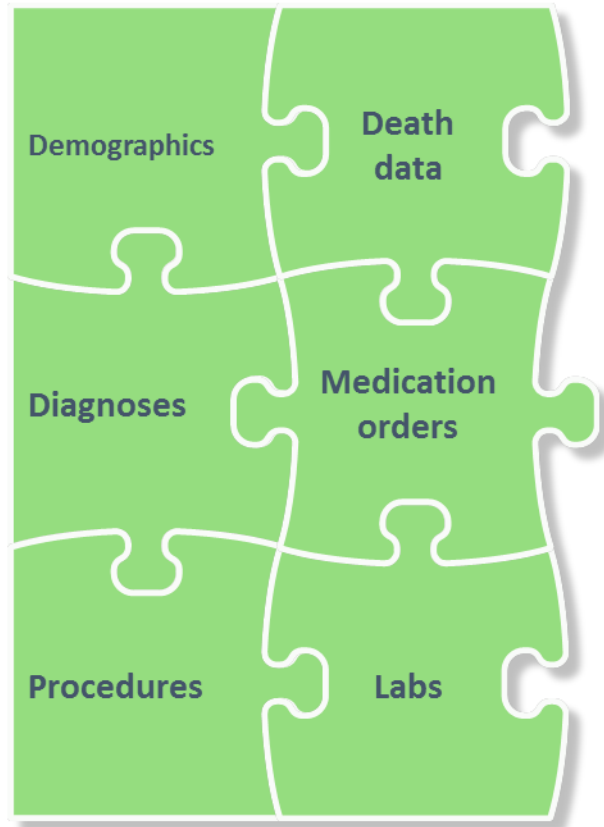 Demographics
Death
data
Diagnoses
Medication
orders
Procedures
Labs